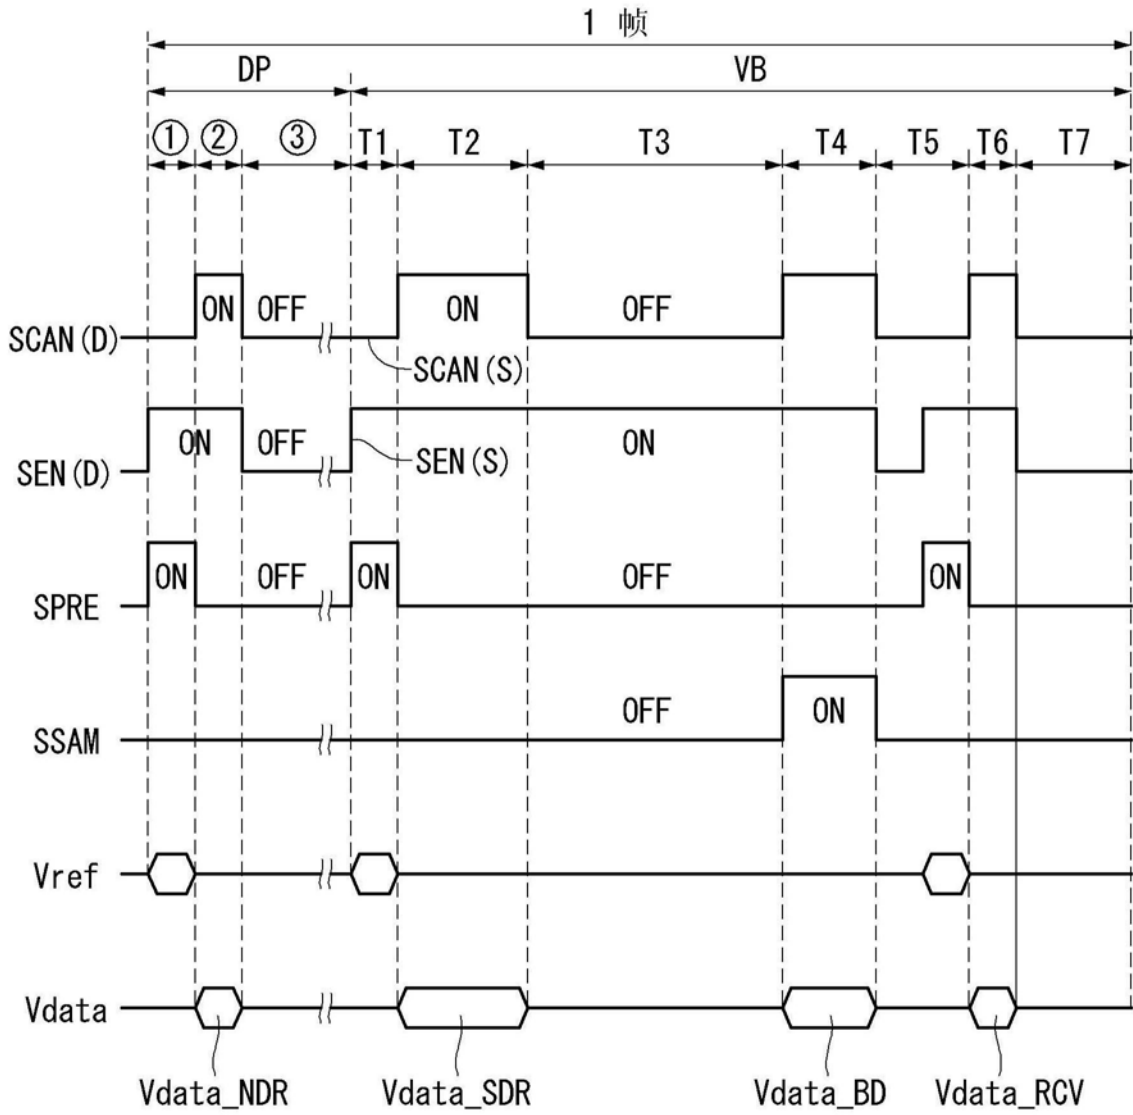 1 帧
DP VB
① ② ③ T1 T2 T3 T4 T5 T6 T7
ON OFF ON OFF
SCAN(D)
SCAN(S)
ON OFF ON
SEN(D)
SEN(S)
ON OFF ON OFF ON
SPRE
OFF ON
SSAM
Vref
Vdata
Vdata_NDR Vdata_SDR Vdata_BD Vdata_RCV